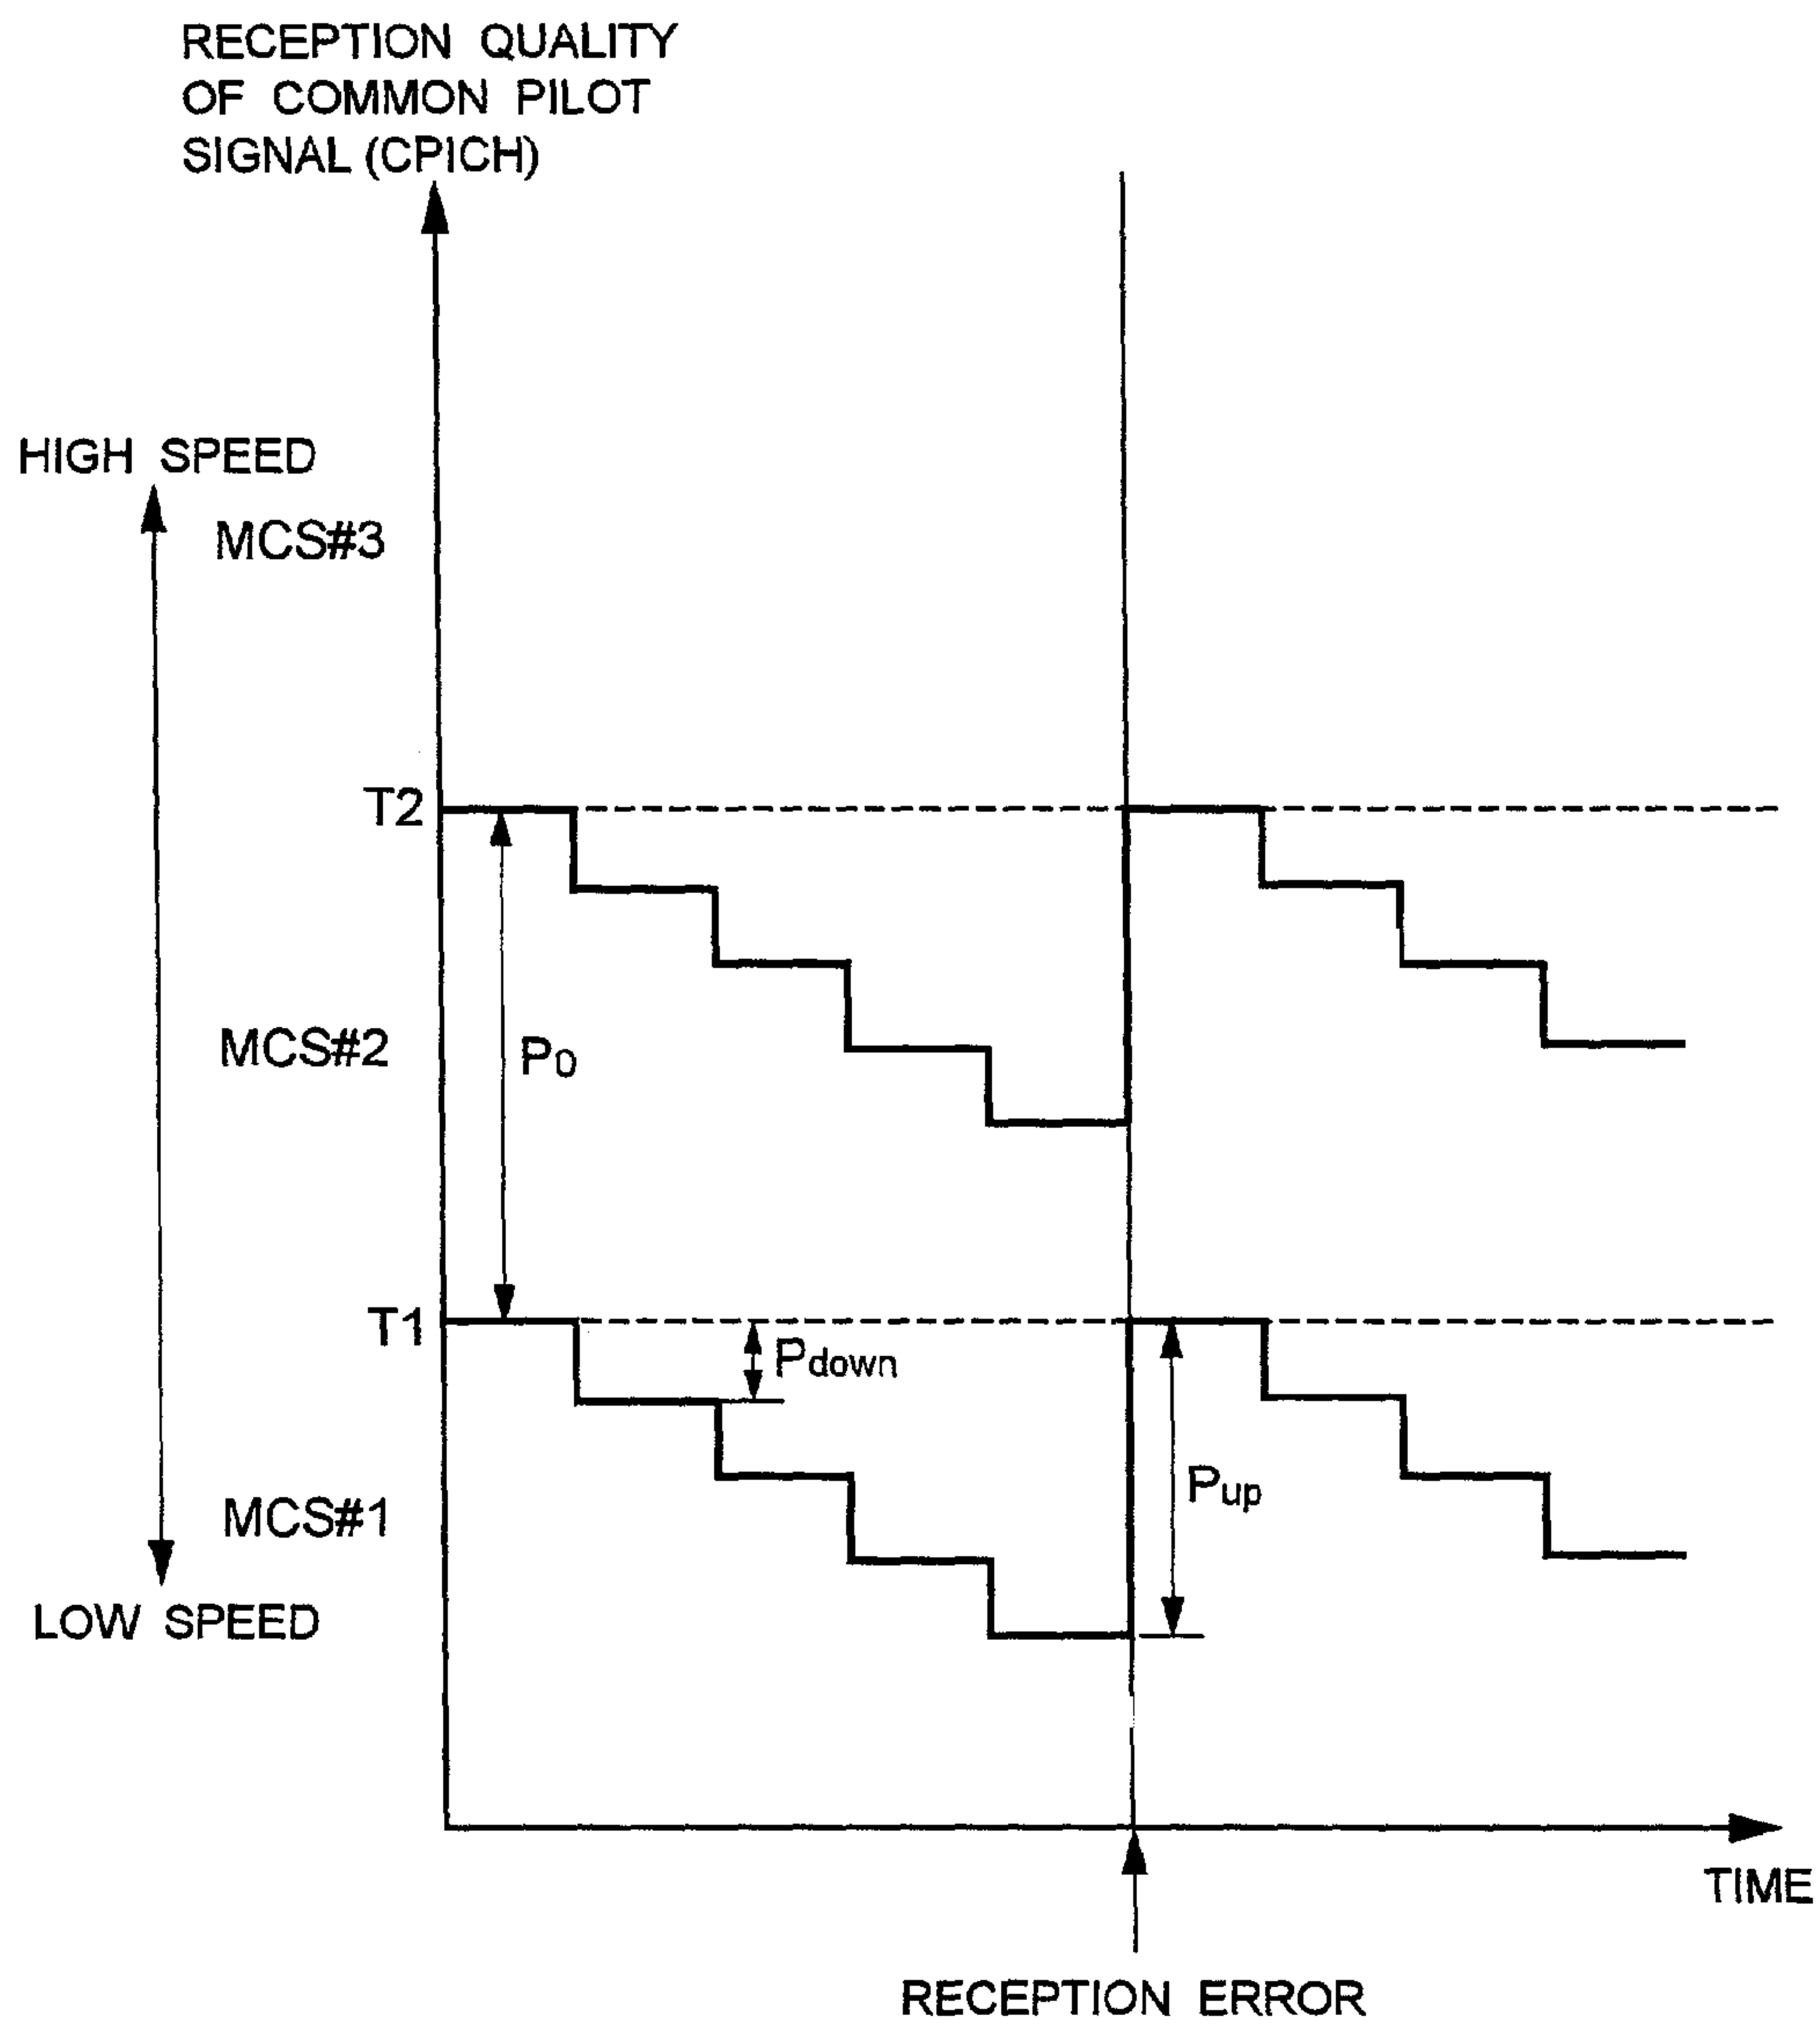 RECEPTION QUALITY
OF COMMON PILOT
SIGNAL (CPICH)
HIGH SPEED
MCS#3
T2
MCS#2
P0
T1
Pdown
Pup
MCS#1
LOW SPEED
TIME
RECEPTION ERROR